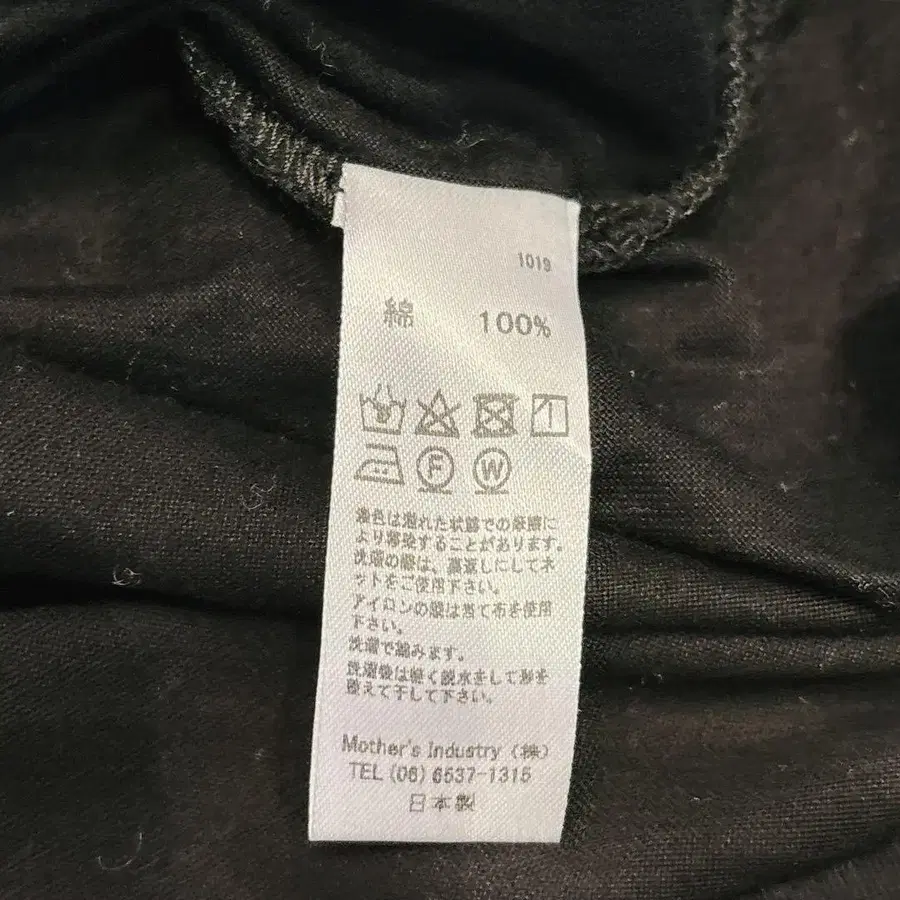 1019
綿 100%
F W
濃色は濡れた状態での摩擦に
より移染することがあります。
洗濯の際は、裏返しにしてネ
ットをご使用下さい。
アイロンの際は当て布を使用
下さい。
洗濯で縮みます。
洗濯後は軽く脱水をして形を
整えて干して下さい。
Mother's Industry (株)
TEL (06) 6537-1315
日本製